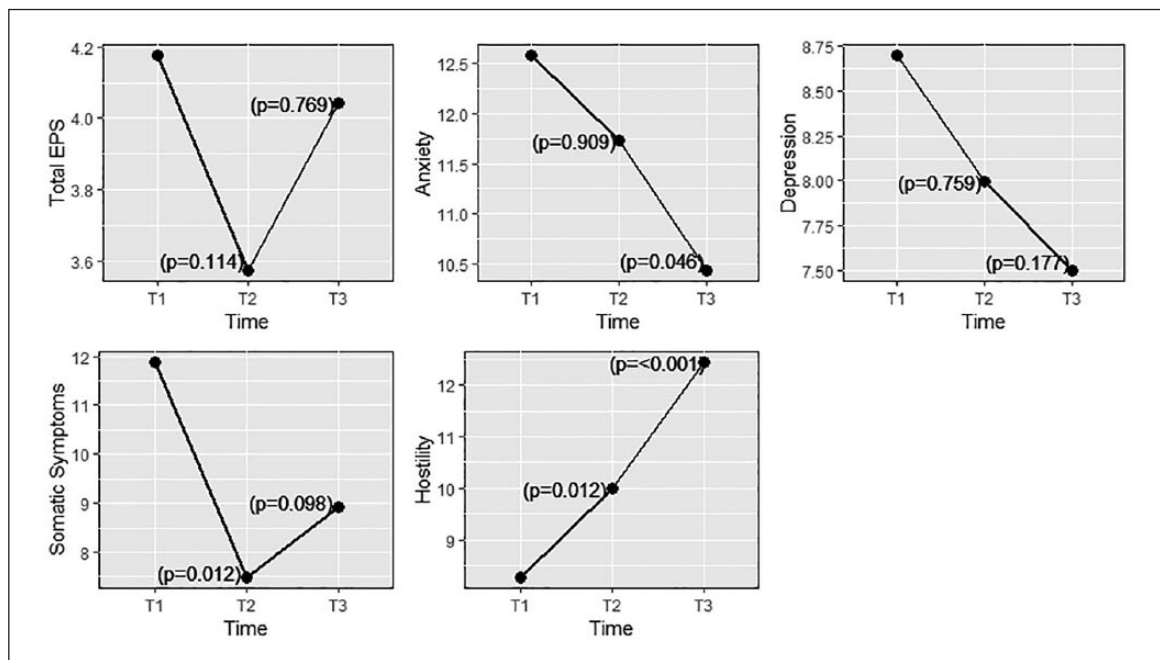 Total EPS
4.2
4.0
3.8
3.6
(p=0.769)
(p=0.114)
T1 T2 T3
Time
Anxiety
12.5
12.0
11.5
11.0
10.5
(p=0.909)
(p=0.046)
T1 T2 T3
Time
Depression
8.75
8.50
8.25
8.00
7.75
7.50
(p=0.759)
(p=0.177)
T1 T2 T3
Time
Somatic Symptoms
12
11
10
9
8
(p=0.098)
(p=0.012)
T1 T2 T3
Time
Hostility
12
11
10
9
(p=<0.001)
(p=0.012)
T1 T2 T3
Time